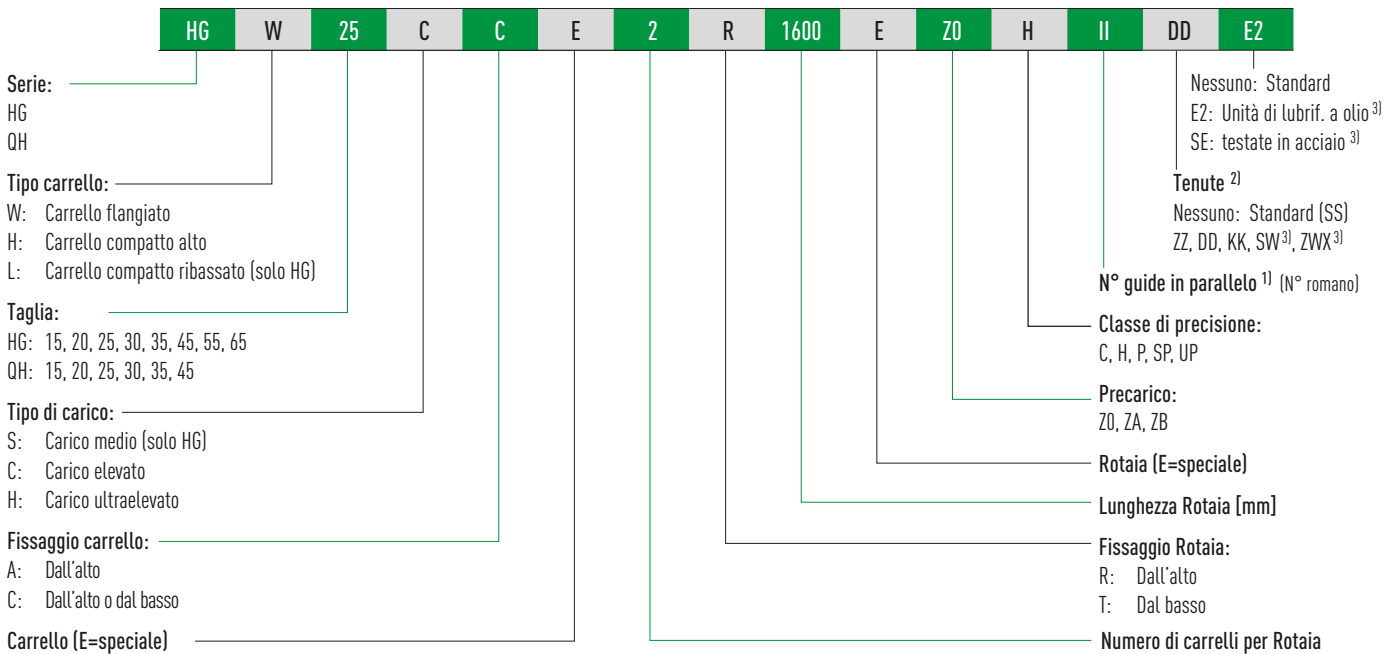 HG W 25 C C E 2 R 1600 E Z0 H II DD E2
Serie:
HG
QH
Tipo carrello:
W: Carrello flangiato
H: Carrello compatto alto
L: Carrello compatto ribassato (solo HG)
Taglia:
HG: 15, 20, 25, 30, 35, 45, 55, 65
QH: 15, 20, 25, 30, 35, 45
Tipo di carico:
S: Carico medio (solo HG)
C: Carico elevato
H: Carico ultraelevato
Fissaggio carrello:
A: Dall'alto
C: Dall'alto o dal basso
Carrello (E=speciale)
Nessuno: Standard
E2: Unità di lubrif. a olio 3)
SE: testate in acciaio 3)
Tenute 2)
Nessuno: Standard (SS)
ZZ, DD, KK, SW3), ZWX3)
N° guide in parallelo 1) (N° romano)
Classe di precisione:
C, H, P, SP, UP
Precarico:
Z0, ZA, ZB
Rotaia (E=speciale)
Lunghezza Rotaia [mm]
Fissaggio Rotaia:
R: Dall'alto
T: Dal basso
Numero di carrelli per Rotaia